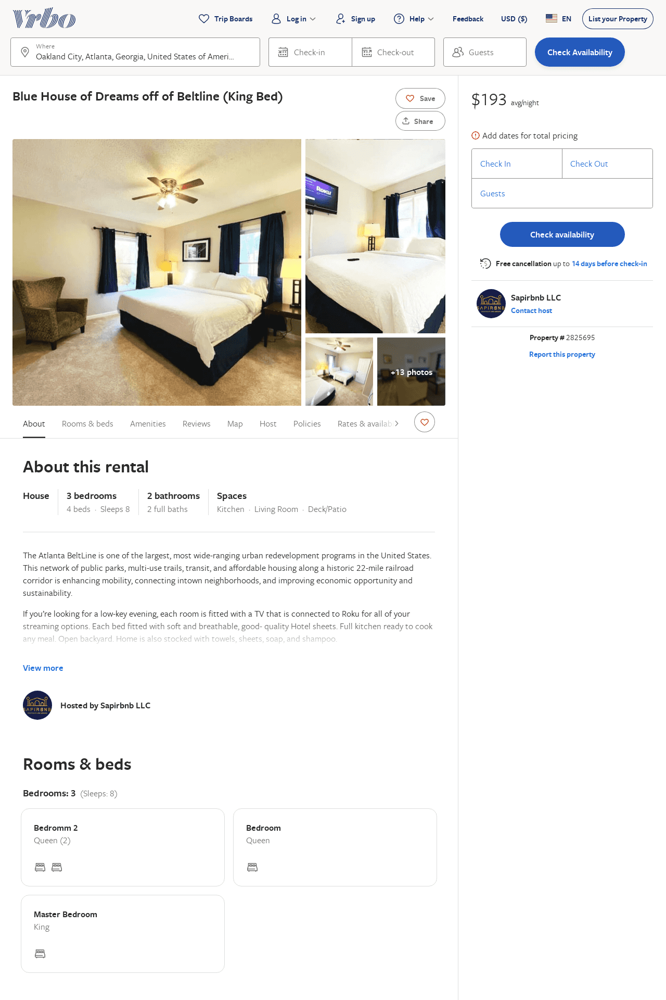 Vrbo
Trip Boards
Log in
Sign up
Help
Feedback
USD ($)
EN
List your Property
Where
Oakland City, Atlanta, Georgia, United States of Ameri...
Check-in
Check-out
Guests
Check Availability
Blue House of Dreams off of Beltline (King Bed)
Save
Share
$193 avg/night
Add dates for total pricing
Check In
Check Out
Guests
Check availability
Free cancellation up to 14 days before check-in
SAPIRBNB
Sapirbnb LLC
Contact host
Property # 2825695
Report this property
Roku
+13 photos
About
Rooms & beds
Amenities
Reviews
Map
Host
Policies
Rates & availab
About this rental
House
3 bedrooms
4 beds · Sleeps 8
2 bathrooms
2 full baths
Spaces
Kitchen · Living Room · Deck/Patio
The Atlanta BeltLine is one of the largest, most wide-ranging urban redevelopment programs in the United States.
This network of public parks, multi-use trails, transit, and affordable housing along a historic 22-mile railroad
corridor is enhancing mobility, connecting intown neighborhoods, and improving economic opportunity and
sustainability.
If you’re looking for a low-key evening, each room is fitted with a TV that is connected to Roku for all of your
streaming options. Each bed fitted with soft and breathable, good- quality Hotel sheets. Full kitchen ready to cook
any meal. Open backyard. Home is also stocked with towels, sheets, soap, and shampoo.
View more
SAPIRBNB
Hosted by Sapirbnb LLC
Rooms & beds
Bedrooms: 3 (Sleeps: 8)
Bedromm 2
Queen (2)
Bedroom
Queen
Master Bedroom
King